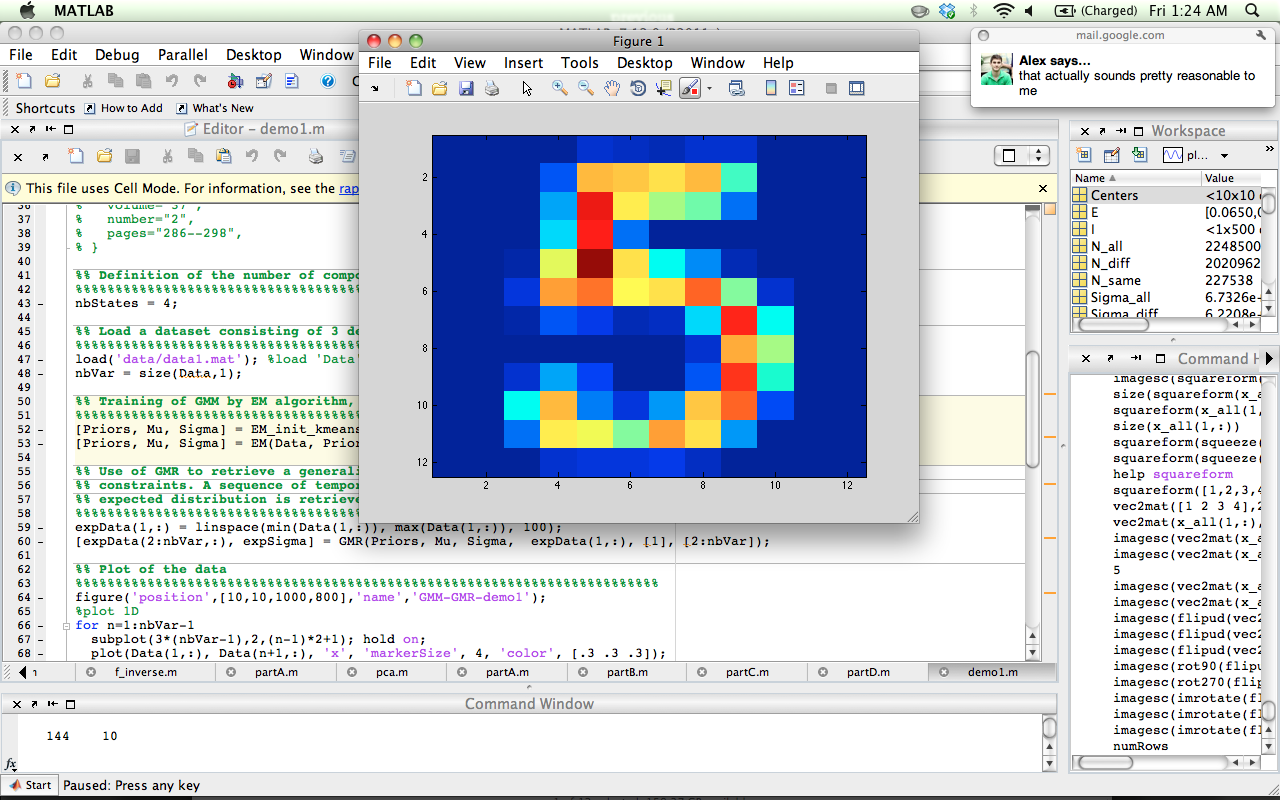 MATLAB
(Charged) Fri 1:24 AM
File Edit Debug Parallel Desktop Window
Shortcuts How to Add What's New
Editor – demo1.m
This file uses Cell Mode. For information, see the rap
36 % volume="37",
37 % number="2",
38 % pages="286--298",
39 % }
40
41 %% Definition of the number of compo
42 %%%%%%%%%%%%%%%%%%%%%%%%%%%%%%%%%%%%
43 nbStates = 4;
44
45 %% Load a dataset consisting of 3 de
46 %%%%%%%%%%%%%%%%%%%%%%%%%%%%%%%%%%%%
47 load('data/data1.mat'); %load 'Data'
48 nbVar = size(Data,1);
49
50 %% Training of GMM by EM algorithm,
51 %%%%%%%%%%%%%%%%%%%%%%%%%%%%%%%%%%%%
52 [Priors, Mu, Sigma] = EM_init_kmeans
53 [Priors, Mu, Sigma] = EM(Data, Prior
54
55 %% Use of GMR to retrieve a generali
56 %% constraints. A sequence of tempor
57 %% expected distribution is retrieve
58 %%%%%%%%%%%%%%%%%%%%%%%%%%%%%%%%%%%%
59 expData(1,:) = linspace(min(Data(1,:)), max(Data(1,:)), 100);
60 [expData(2:nbVar,:), expSigma] = GMR(Priors, Mu, Sigma, expData(1,:), [1], [2:nbVar]);
61
62 %% Plot of the data
63 %%%%%%%%%%%%%%%%%%%%%%%%%%%%%%%%%%%%%%%%%%%%%%%%%%%%%%%%%%%%%%%%%%%%%%
64 figure('position',[10,10,1000,800],'name','GMM-GMR-demo1');
65 %plot 1D
66 for n=1:nbVar-1
67 subplot(3*(nbVar-1),2,(n-1)*2+1); hold on;
68 plot(Data(1,:), Data(n+1,:), 'x', 'markerSize', 4, 'color', [.3 .3 .3]);
f_inverse.m partA.m pca.m partA.m partB.m partC.m partD.m demo1.m
Command Window
144 10
fx
Start Paused: Press any key
Figure 1
File Edit View Insert Tools Desktop Window Help
2
4
6
8
10
12
2 4 6 8 10 12
mail.google.com
Alex says...
that actually sounds pretty reasonable to
me
Workspace
pl...
Name Value
Centers <10x10
E [0.0650,
I <1x500
N_all 2248500
N_diff 2020962
N_same 227538
Sigma_all 6.7326e-
Sigma_diff 6.2208e-
Command H
imagesc(squareform(
size(squareform(x_a
squareform(x_all(1,
size(x_all(1,:))
squareform(squeeze(
squareform(squeeze(
help squareform
squareform([1,2,3,4
vec2mat([1 2 3 4],2
vec2mat(x_all(1,:),
imagesc(vec2mat(x_a
imagesc(vec2mat(x_a
5
imagesc(vec2mat(x_a
imagesc(vec2mat(x_a
imagesc(flipud(vec2
imagesc(flipud(vec2
imagesc(flipud(vec2
imagesc(rot90(flipu
imagesc(rot270(flip
imagesc(imrotate(fl
imagesc(imrotate(fl
imagesc(imrotate(fl
numRows